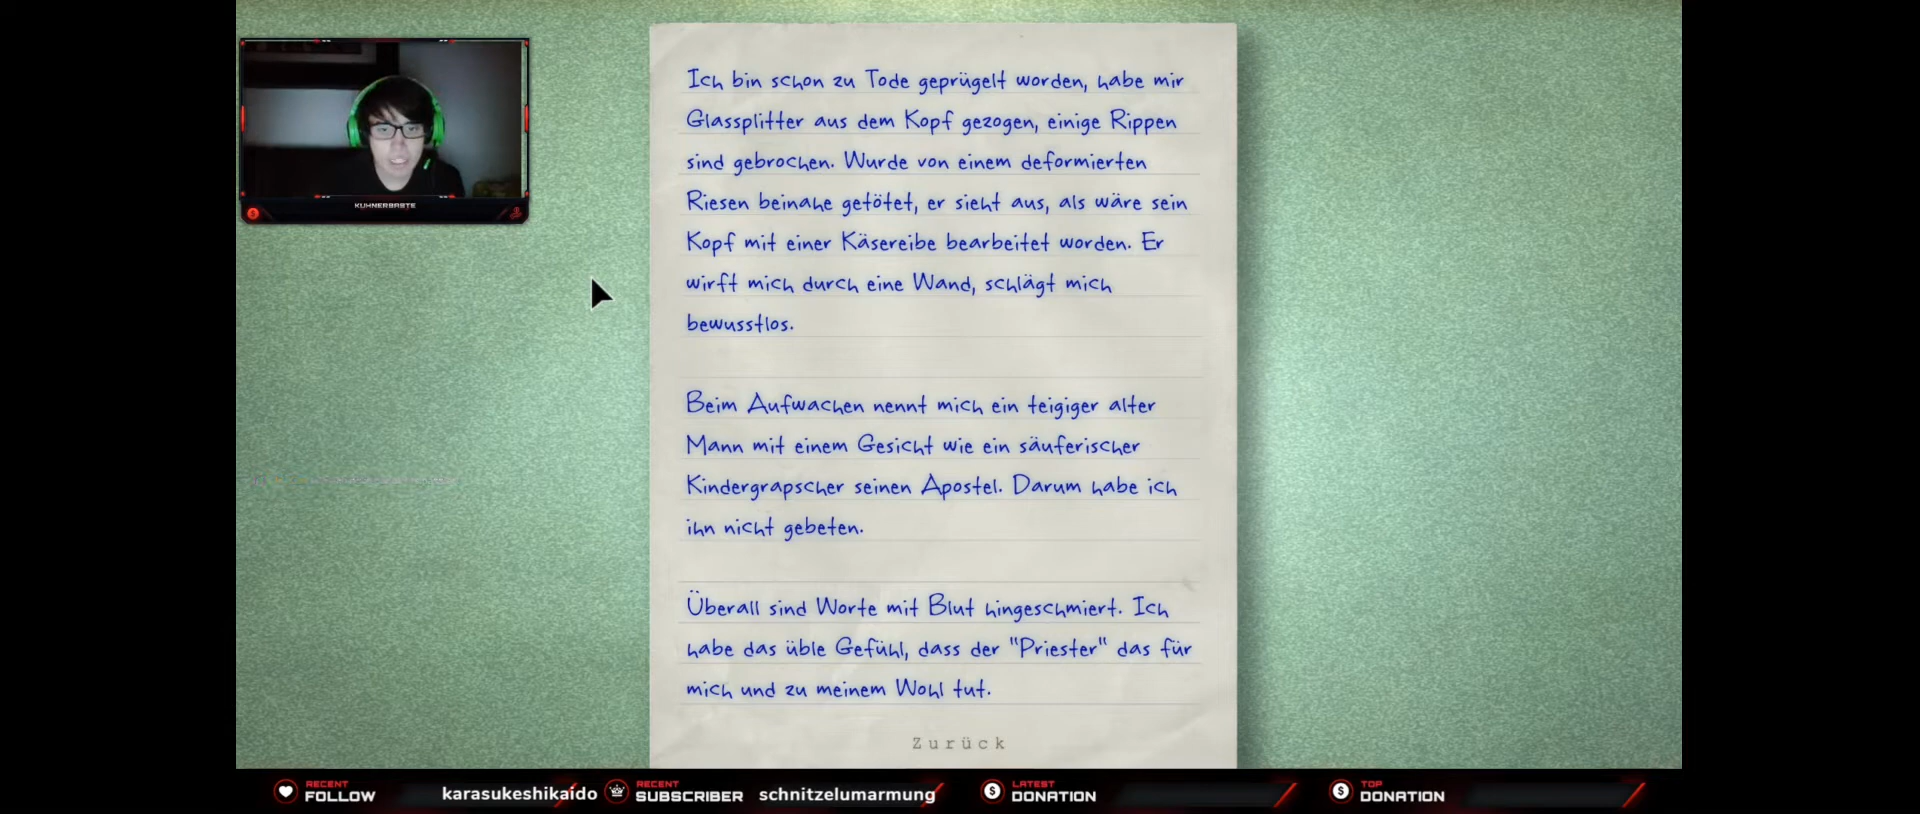 Ich bin schon zu Tode geprügelt worden, habe mir
Glassplitter aus dem Kopf gezogen, einige Rippen
sind gebrochen. Wurde von einem deformierten
Riesen beinahe getötet, er sieht aus, als wäre sein
Kopf mit einer Käsereibe bearbeitet worden. Er
wirft mich durch eine Wand, schlägt mich
bewusstlos.
Beim Aufwachen nennt mich ein teigiger alter
Mann mit einem Gesicht wie ein säuferischer
Kindergrapscher seinen Apostel. Darum habe ich
ihn nicht gebeten.
Überall sind Worte mit Blut hingeschmiert. Ich
habe das üble Gefühl, dass der "Priester" das für
mich und zu meinem Wohl tut.
Zurück
KUHNERBASTE
RECENT
FOLLOW
karasukeshikaido
RECENT
SUBSCRIBER
schnitzelumarmung
LATEST
DONATION
TOP
DONATION